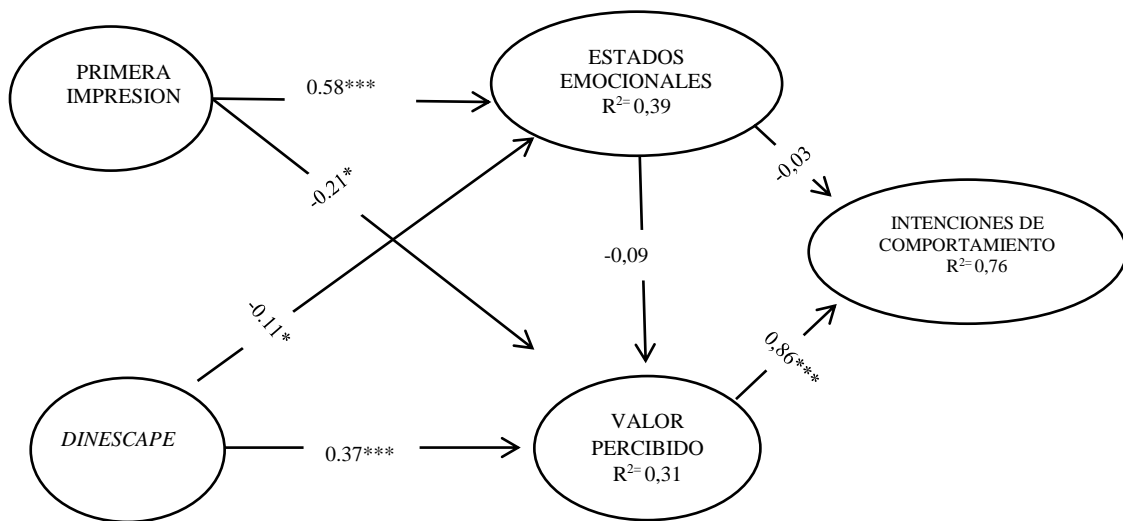 PRIMERA
IMPRESION
0.58***
ESTADOS
EMOCIONALES
R²⁼ 0,39
-0.21*
-0,03
INTENCIONES DE
COMPORTAMIENTO
R²⁼ 0,76
-0,09
-0.11*
0,86***
DINESCAPE
0.37***
VALOR
PERCIBIDO
R²⁼ 0,31